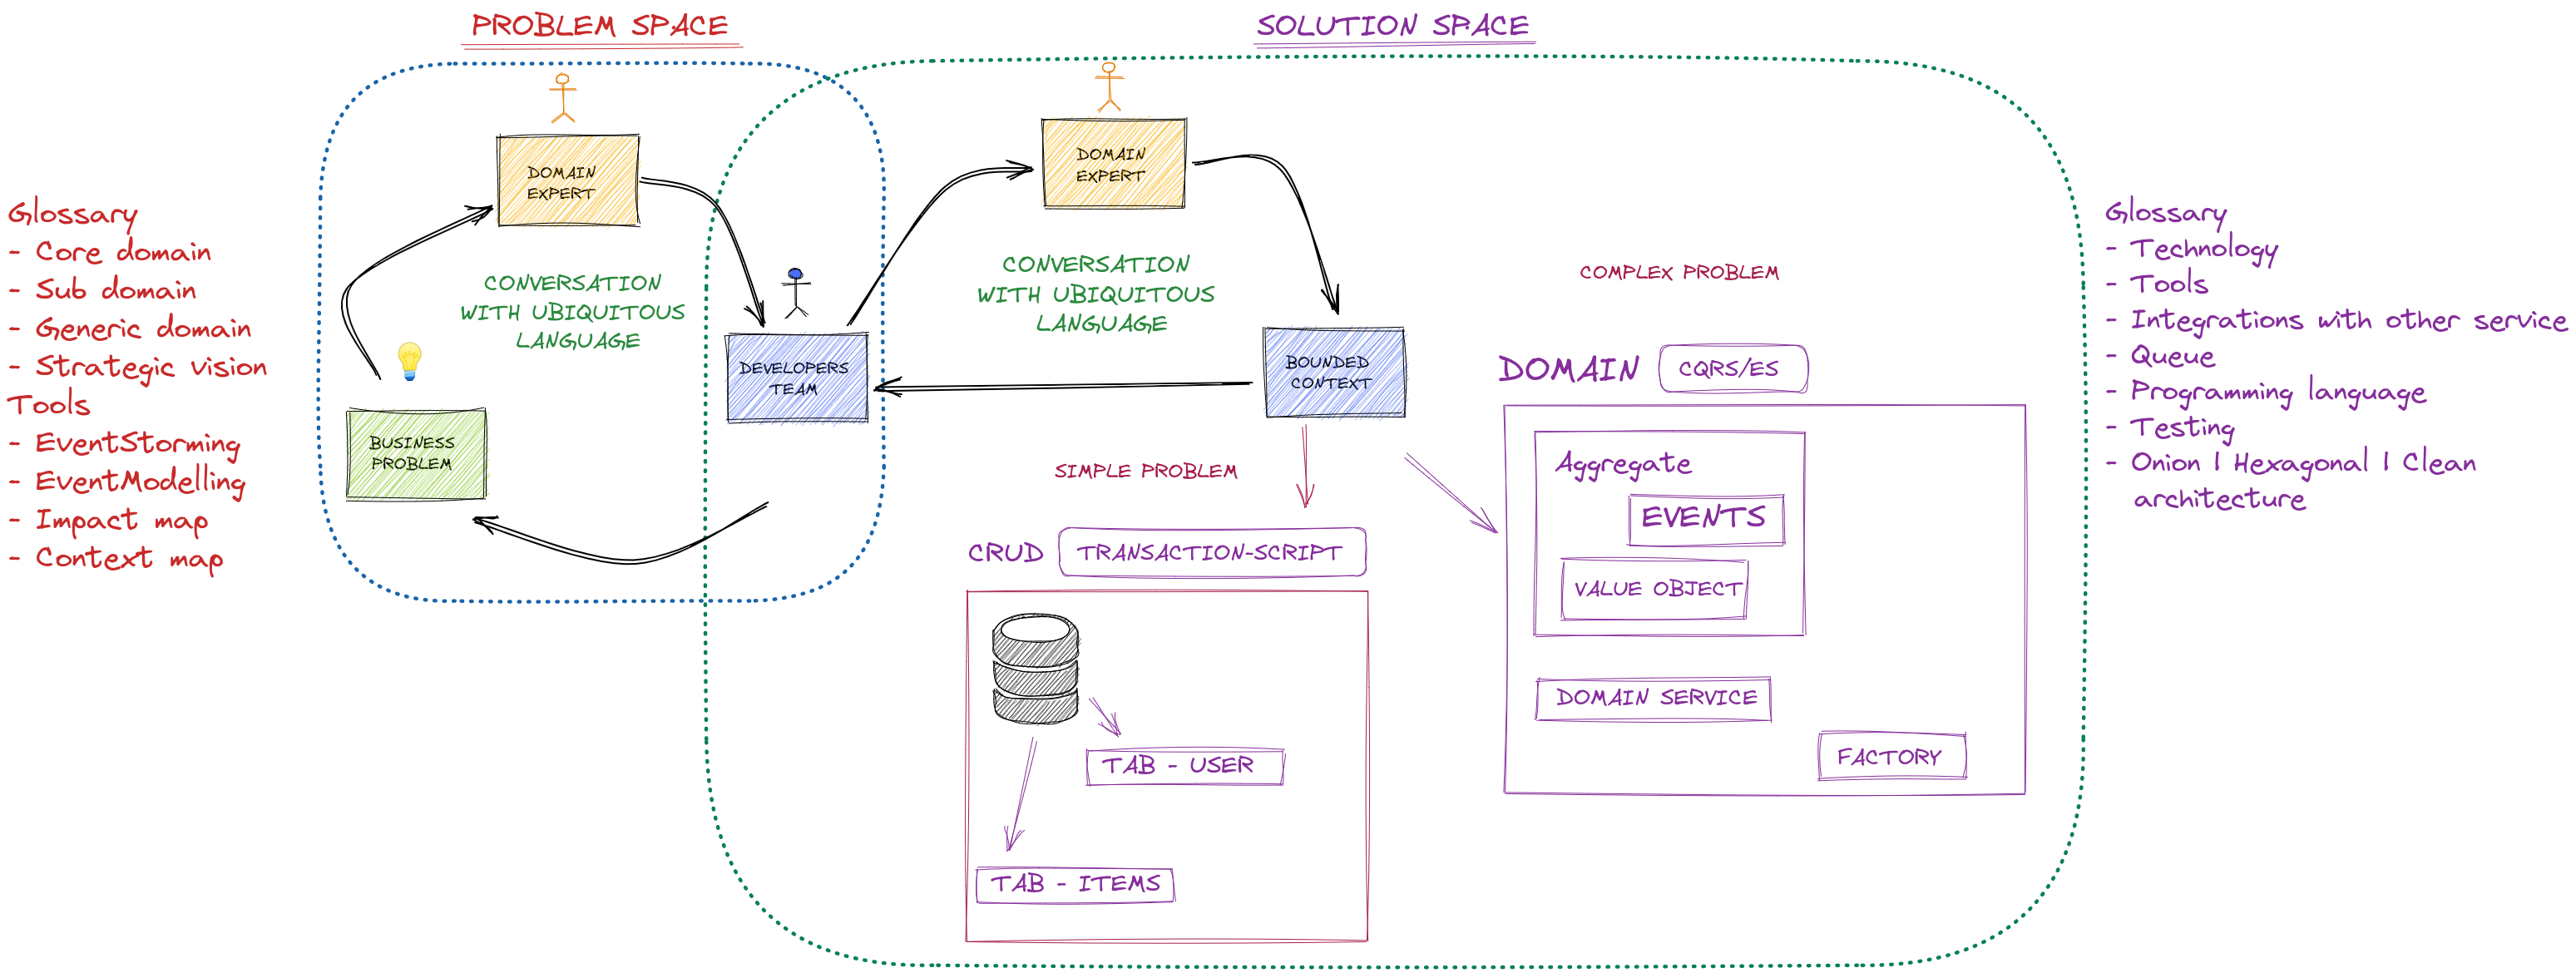 PROBLEM SPACE
SOLUTION SPACE
Glossary
- Core domain
- Sub domain
- Generic domain
- Strategic vision
Tools
- EventStorming
- EventModelling
- Impact map
- Context map
DOMAIN
EXPERT
CONVERSATION
WITH UBIQUITOUS
LANGUAGE
BUSINESS
PROBLEM
DEVELOPERS
TEAM
DOMAIN
EXPERT
CONVERSATION
WITH UBIQUITOUS
LANGUAGE
BOUNDED
CONTEXT
SIMPLE PROBLEM
CRUD
TRANSACTION-SCRIPT
TAB - USER
TAB - ITEMS
COMPLEX PROBLEM
DOMAIN
CQRS/ES
Aggregate
EVENTS
VALUE OBJECT
DOMAIN SERVICE
FACTORY
Glossary
- Technology
- Tools
- Integrations with other service
- Queue
- Programming language
- Testing
- Onion | Hexagonal | Clean
architecture